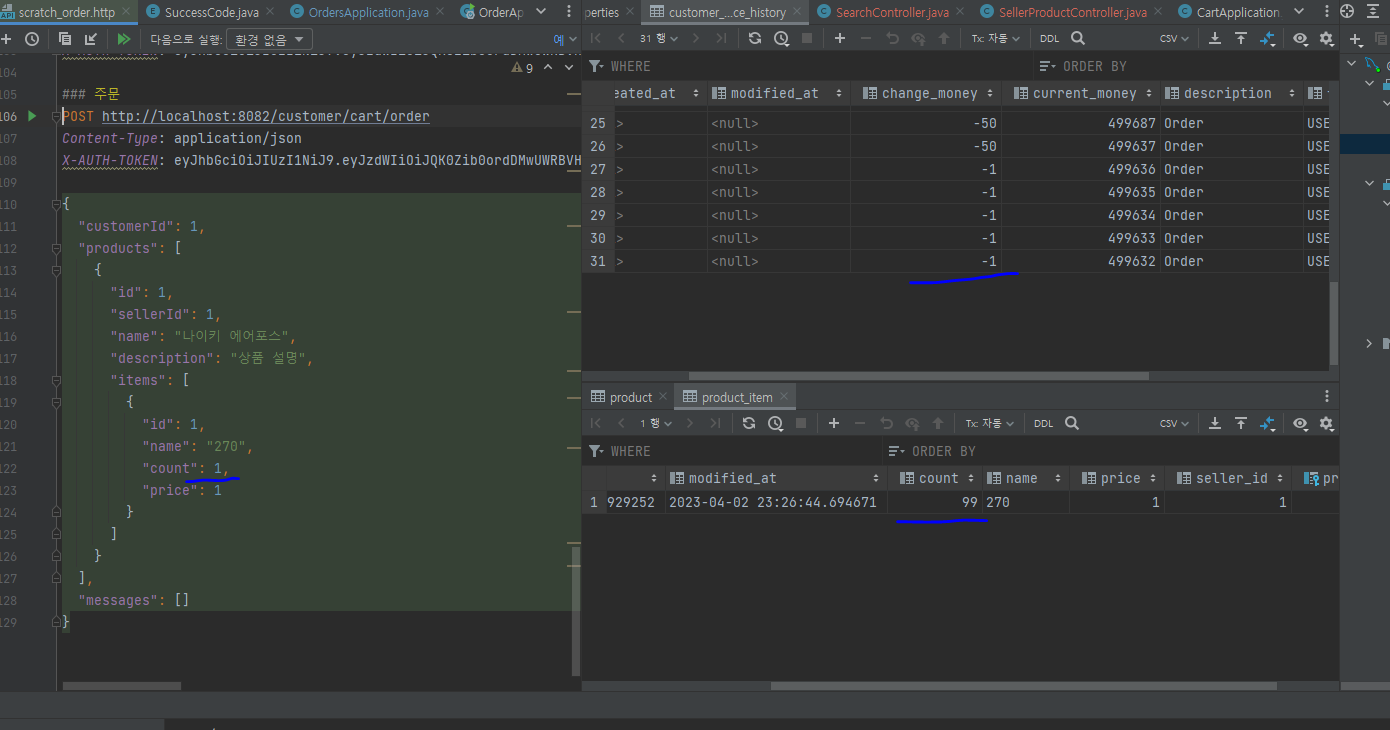 scratch_order.http SuccessCode.java OrdersApplication.java OrderAp
다음으로 실행: 환경 없음 예
104
105 ### 주문
106 POST http://localhost:8082/customer/cart/order
107 Content-Type: application/json
108 X-AUTH-TOKEN: eyJhbGciOiJIUzI1NiJ9.eyJzdWIiOiJQK0Zib0ordDMwUWRBVH
109
110 {
111 "customerId": 1,
112 "products": [
113 {
114 "id": 1,
115 "sellerId": 1,
116 "name": "나이키 에어포스",
117 "description": "상품 설명",
118 "items": [
119 {
120 "id": 1,
121 "name": "270",
122 "count": 1,
123 "price": 1
124 }
125 ]
126 }
127 ],
128 "messages": []
129 }
9
perties customer_...ce_history SearchController.java SellerProductController.java CartApplication
31 행 Tx: 자동 DDL CSV
WHERE ORDER BY
eated_at modified_at change_money current_money description
25 > <null> -50 499687 Order USE
26 > <null> -50 499637 Order USE
27 > <null> -1 499636 Order USE
28 > <null> -1 499635 Order USE
29 > <null> -1 499634 Order USE
30 > <null> -1 499633 Order USE
31 > <null> -1 499632 Order USE
product product_item
1 행 Tx: 자동 DDL CSV
WHERE ORDER BY
modified_at count name price seller_id pr
1 929252 2023-04-02 23:26:44.694671 99 270 1 1